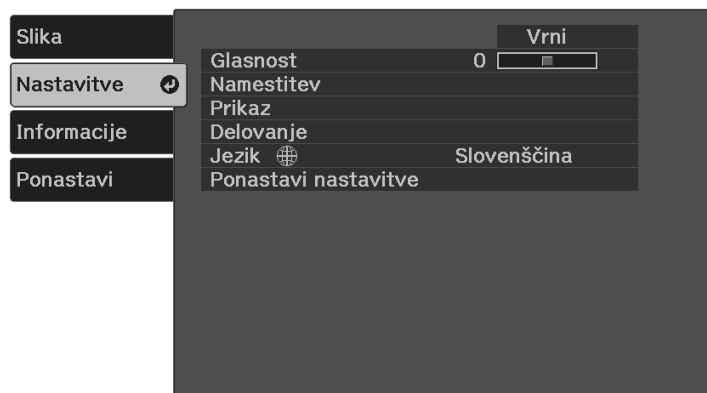 Slika
Nastavitve
Informacije
Ponastavi
Vrni
Glasnost 0
Namestitev
Prikaz
Delovanje
Jezik Slovenščina
Ponastavi nastavitve